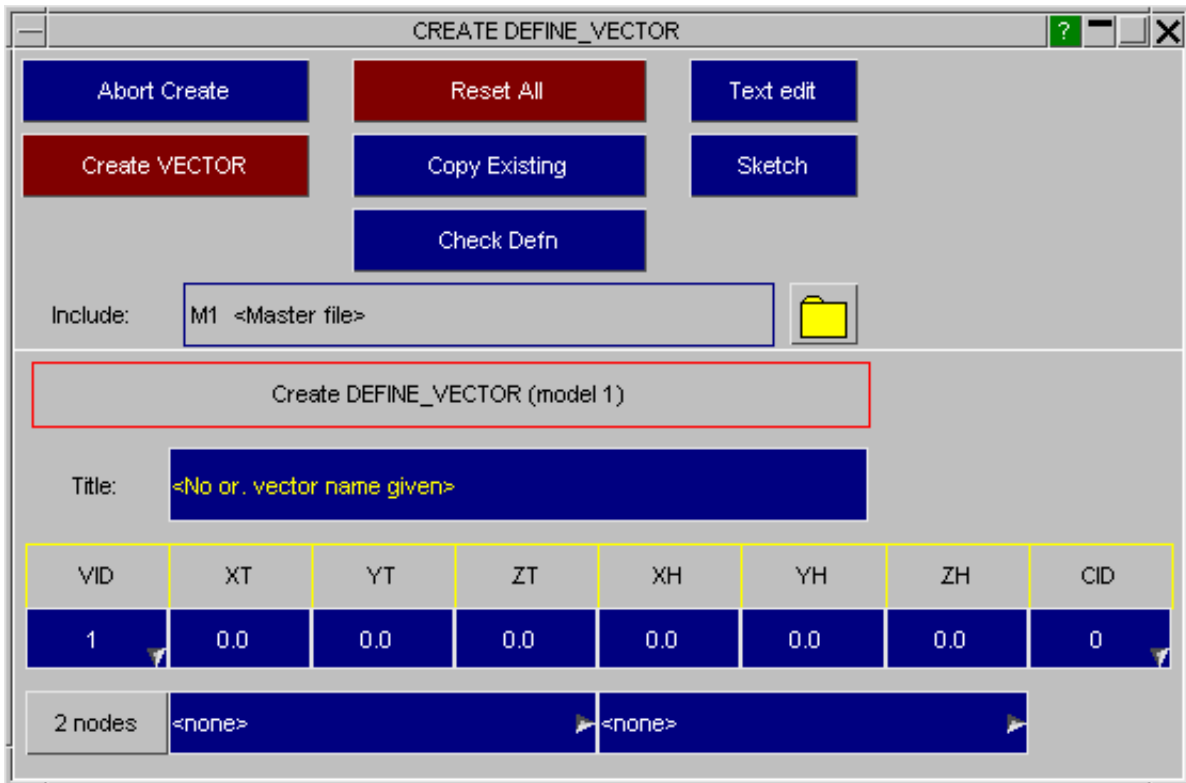 CREATE DEFINE_VECTOR ?
Abort Create Reset All Text edit
Create VECTOR Copy Existing Sketch
Check Defn
Include: M1 <Master file>
Create DEFINE_VECTOR (model 1)
Title: <No or. vector name given>
VID XT YT ZT XH YH ZH CID
1 0.0 0.0 0.0 0.0 0.0 0.0 0
2 nodes <none> <none>